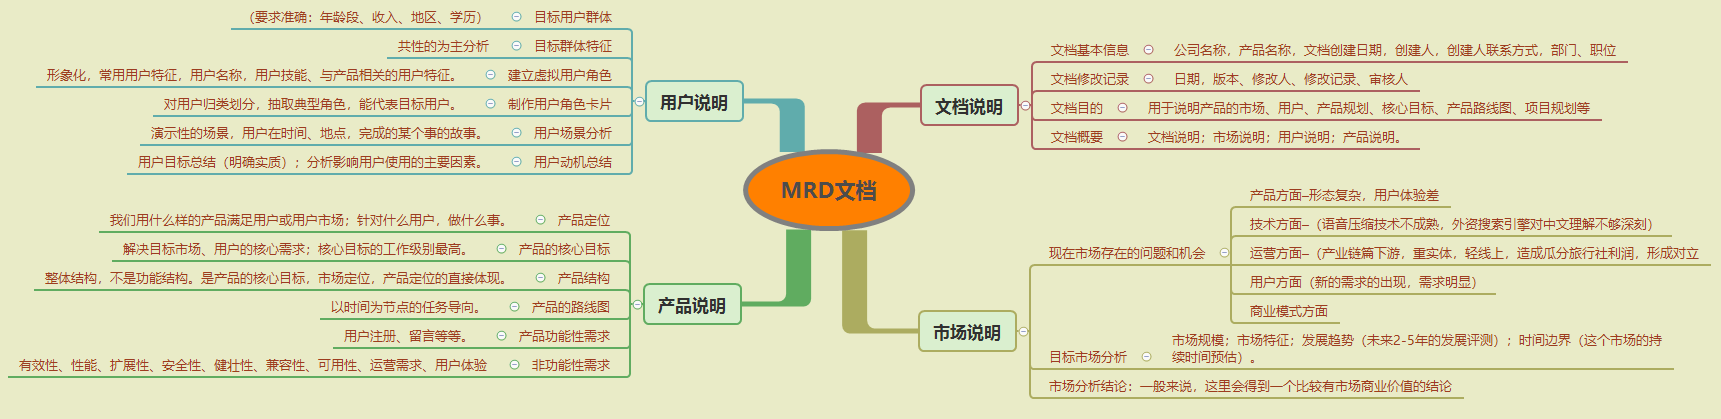 MRD文档
用户说明
目标用户群体
（要求准确：年龄段、收入、地区、学历）
目标群体特征
共性的为主分析
建立虚拟用户角色
形象化，常用用户特征，用户名称，用户技能、与产品相关的用户特征。
制作用户角色卡片
对用户归类划分，抽取典型角色，能代表目标用户。
用户场景分析
演示性的场景，用户在时间、地点，完成的某个事的故事。
用户动机总结
用户目标总结（明确实质）；分析影响用户使用的主要因素。
产品说明
产品定位
我们用什么样的产品满足用户或用户市场；针对什么用户，做什么事。
产品的核心目标
解决目标市场、用户的核心需求；核心目标的工作级别最高。
产品结构
整体结构，不是功能结构。是产品的核心目标，市场定位，产品定位的直接体现。
产品的路线图
以时间为节点的任务导向。
产品功能性需求
用户注册、留言等等。
非功能性需求
有效性、性能、扩展性、安全性、健壮性、兼容性、可用性、运营需求、用户体验
文档说明
文档基本信息
公司名称，产品名称，文档创建日期，创建人，创建人联系方式，部门、职位
文档修改记录
日期，版本、修改人、修改记录、审核人
文档目的
用于说明产品的市场、用户、产品规划、核心目标、产品路线图、项目规划等
文档概要
文档说明；市场说明；用户说明；产品说明。
市场说明
现在市场存在的问题和机会
产品方面—形态复杂，用户体验差
技术方面—（语音压缩技术不成熟，外资搜索引擎对中文理解不够深刻）
运营方面—（产业链篇下游，重实体，轻线上，造成瓜分旅行社利润，形成对立
用户方面（新的需求的出现，需求明显）
商业模式方面
目标市场分析
市场规模；市场特征；发展趋势（未来2-5年的发展评测）；时间边界（这个市场的持
续时间预估）。
市场分析结论：一般来说，这里会得到一个比较有市场商业价值的结论